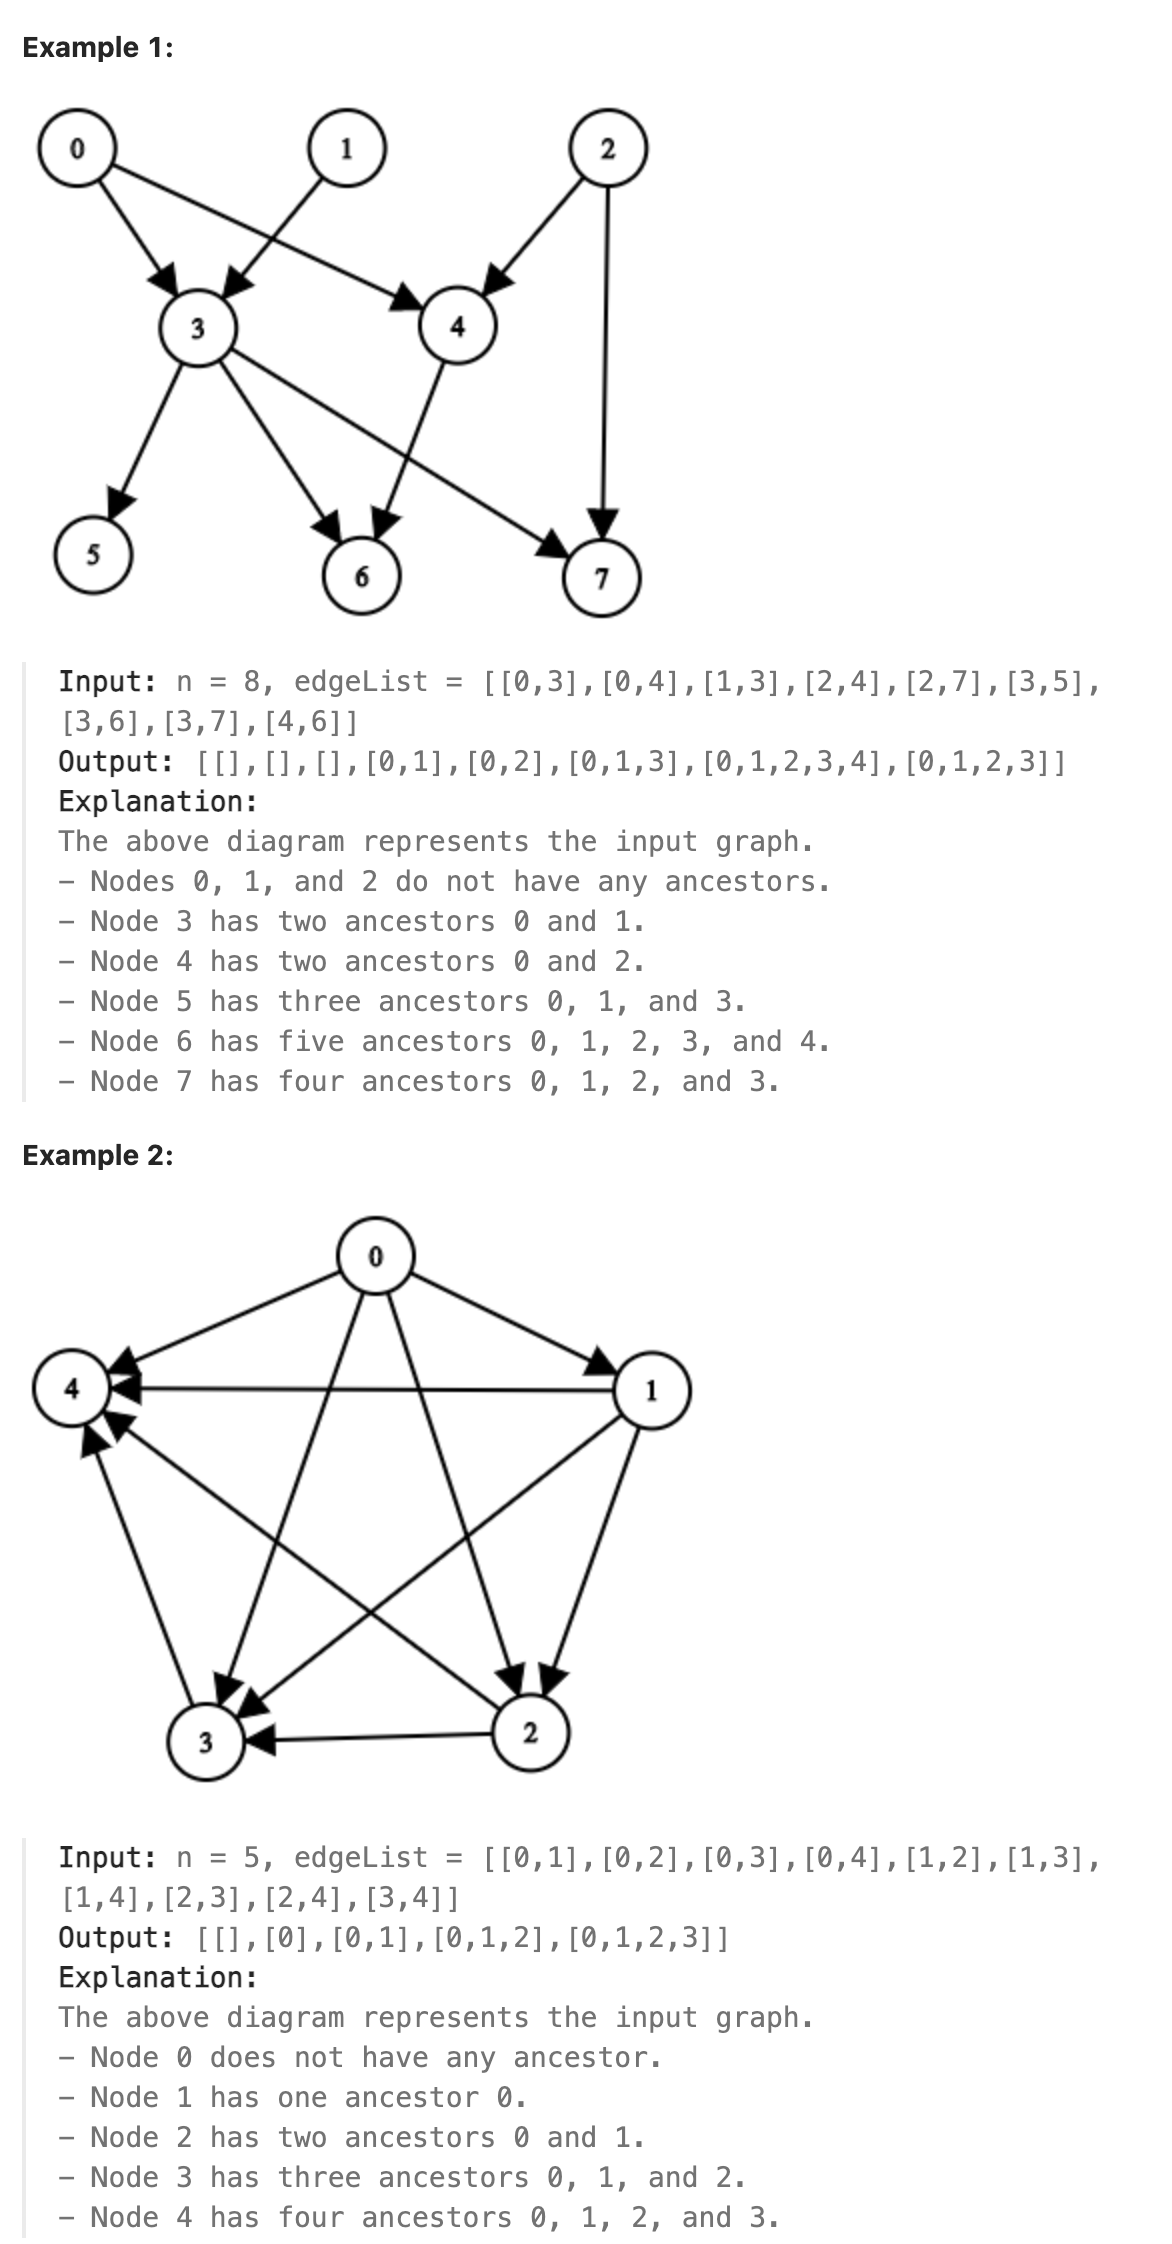 Example 1:
0 1 2
3 4
5 6 7
Input: n = 8, edgeList = [[0,3],[0,4],[1,3],[2,4],[2,7],[3,5],
[3,6],[3,7],[4,6]]
Output: [[],[],[],[0,1],[0,2],[0,1,3],[0,1,2,3,4],[0,1,2,3]]
Explanation:
The above diagram represents the input graph.
- Nodes 0, 1, and 2 do not have any ancestors.
- Node 3 has two ancestors 0 and 1.
- Node 4 has two ancestors 0 and 2.
- Node 5 has three ancestors 0, 1, and 3.
- Node 6 has five ancestors 0, 1, 2, 3, and 4.
- Node 7 has four ancestors 0, 1, 2, and 3.
Example 2:
0
4 1
3 2
Input: n = 5, edgeList = [[0,1],[0,2],[0,3],[0,4],[1,2],[1,3],
[1,4],[2,3],[2,4],[3,4]]
Output: [[],[0],[0,1],[0,1,2],[0,1,2,3]]
Explanation:
The above diagram represents the input graph.
- Node 0 does not have any ancestor.
- Node 1 has one ancestor 0.
- Node 2 has two ancestors 0 and 1.
- Node 3 has three ancestors 0, 1, and 2.
- Node 4 has four ancestors 0, 1, 2, and 3.